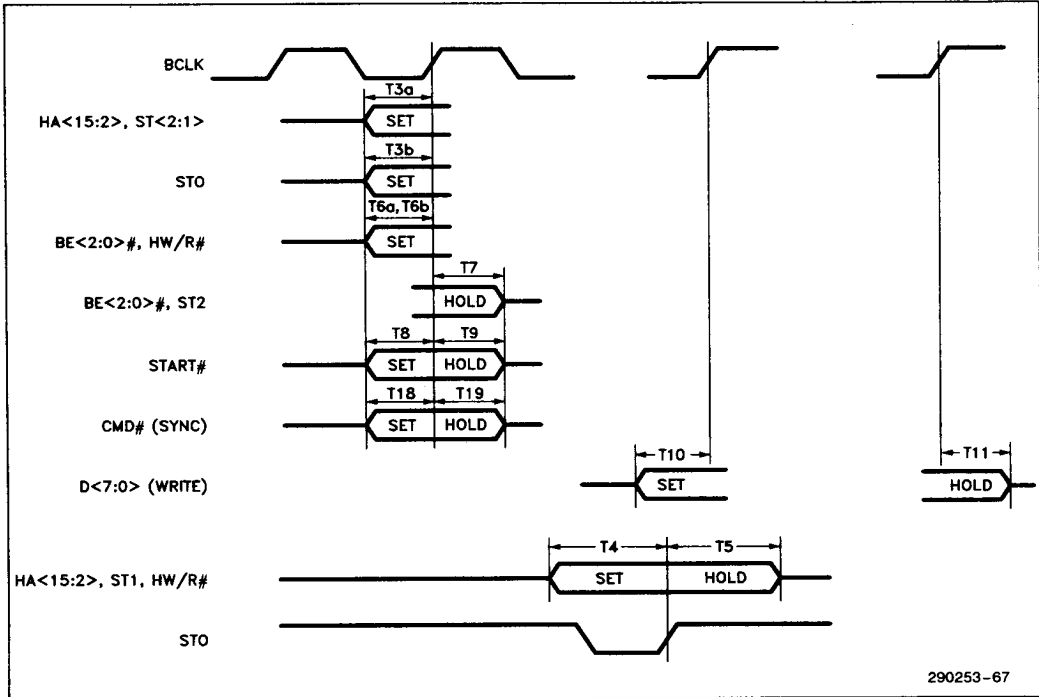 BCLK
T3a
HA<15:2>, ST<2:1>
SET
T3b
STO
SET
T6a, T6b
BE<2:0>#, HW/R#
SET
T7
BE<2:0>#, ST2
HOLD
T8
T9
START#
SET
HOLD
T18
T19
CMD# (SYNC)
SET
HOLD
T10
T11
D<7:0> (WRITE)
SET
HOLD
T4
T5
HA<15:2>, ST1, HW/R#
SET
HOLD
STO
290253-67